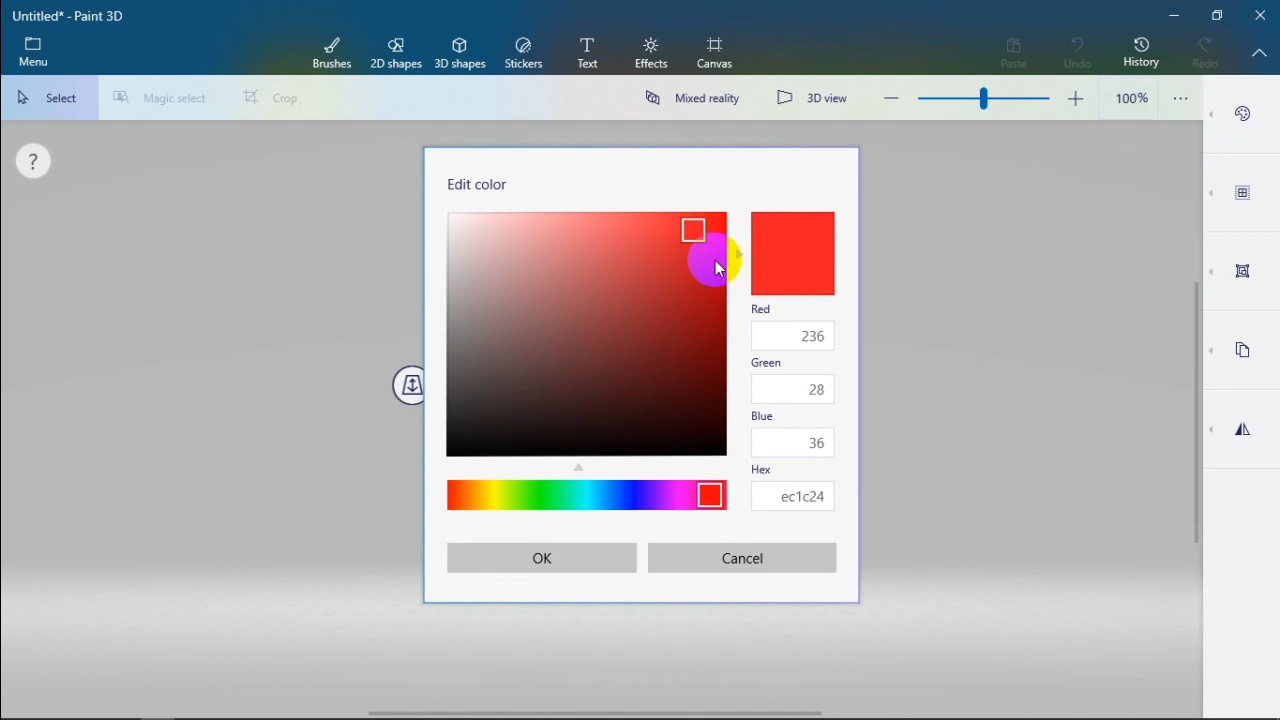 Untitled* - Paint 3D
Menu
Brushes 2D shapes 3D shapes Stickers Text Effects Canvas Paste Undo History Redo
Select Magic select Crop Mixed reality 3D view 100%
?
Edit color
Red
236
Green
28
Blue
36
Hex
ec1c24
OK Cancel